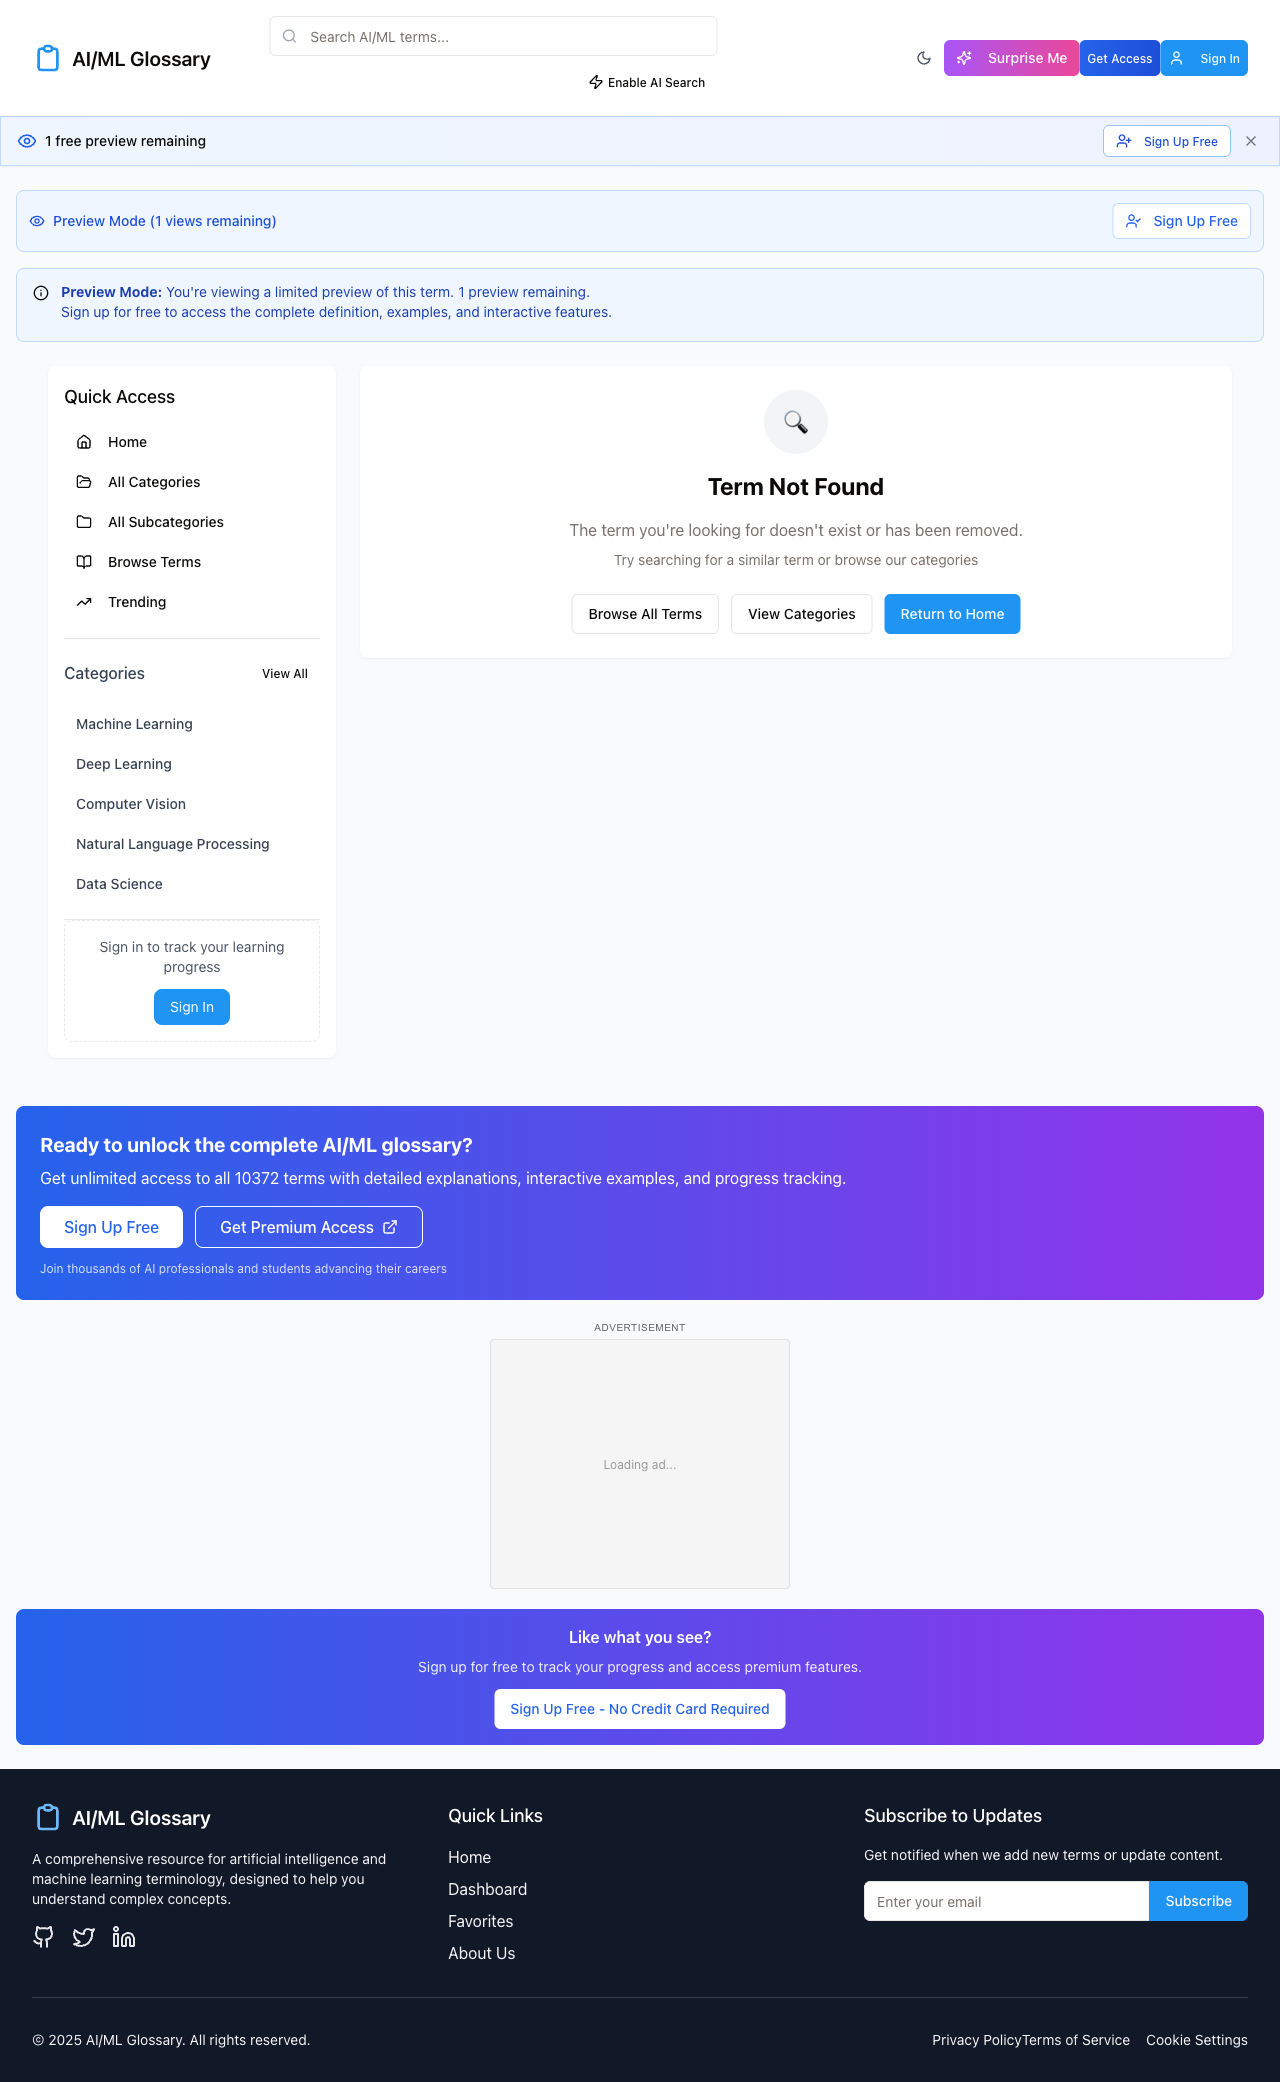 AI/ML Glossary
Search AI/ML terms...
Enable AI Search
Surprise Me
Get Access
Sign In
1 free preview remaining
Sign Up Free
Preview Mode (1 views remaining)
Sign Up Free
Preview Mode: You're viewing a limited preview of this term. 1 preview remaining.
Sign up for free to access the complete definition, examples, and interactive features.
Quick Access
Home
All Categories
All Subcategories
Browse Terms
Trending
Categories
View All
Machine Learning
Deep Learning
Computer Vision
Natural Language Processing
Data Science
Sign in to track your learning
progress
Sign In
Term Not Found
The term you're looking for doesn't exist or has been removed.
Try searching for a similar term or browse our categories
Browse All Terms
View Categories
Return to Home
Ready to unlock the complete AI/ML glossary?
Get unlimited access to all 10372 terms with detailed explanations, interactive examples, and progress tracking.
Sign Up Free
Get Premium Access
Join thousands of AI professionals and students advancing their careers
ADVERTISEMENT
Loading ad...
Like what you see?
Sign up for free to track your progress and access premium features.
Sign Up Free - No Credit Card Required
AI/ML Glossary
A comprehensive resource for artificial intelligence and
machine learning terminology, designed to help you
understand complex concepts.
Quick Links
Home
Dashboard
Favorites
About Us
Subscribe to Updates
Get notified when we add new terms or update content.
Enter your email
Subscribe
© 2025 AI/ML Glossary. All rights reserved.
Privacy Policy
Terms of Service
Cookie Settings